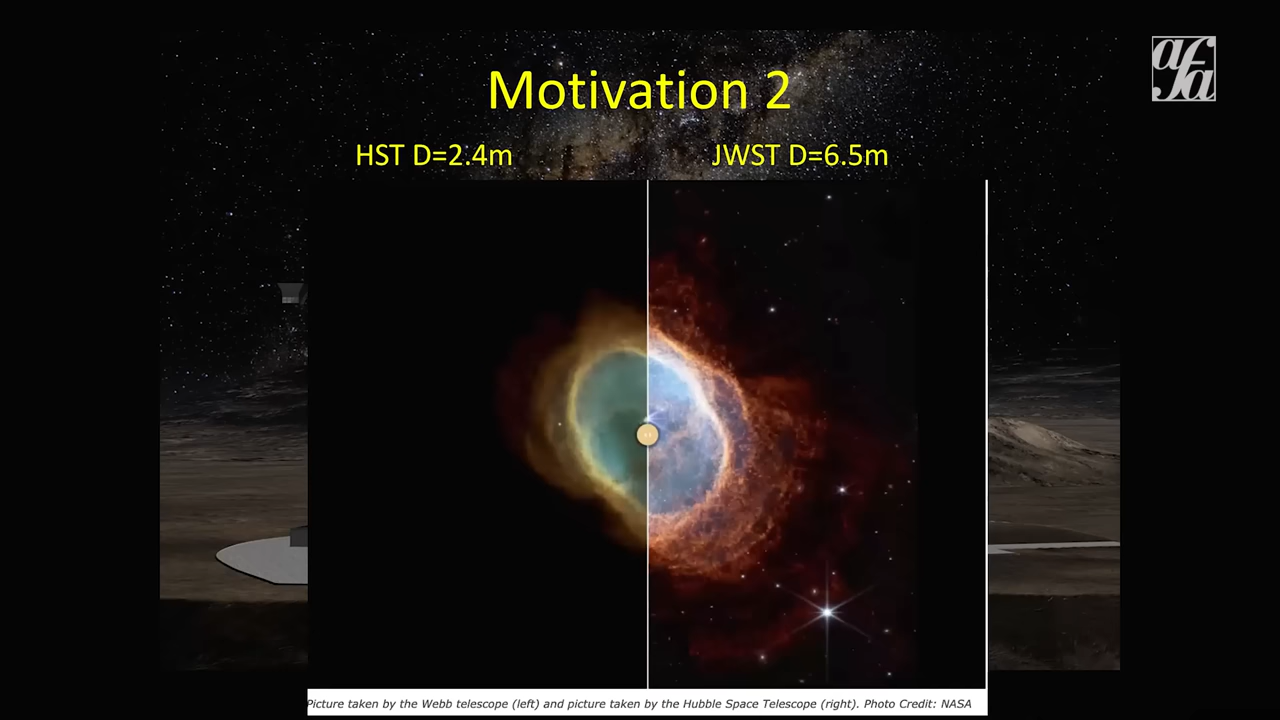 Motivation 2
HST D=2.4m
JWST D=6.5m
Picture taken by the Webb telescope (left) and picture taken by the Hubble Space Telescope (right). Photo Credit: NASA
afa